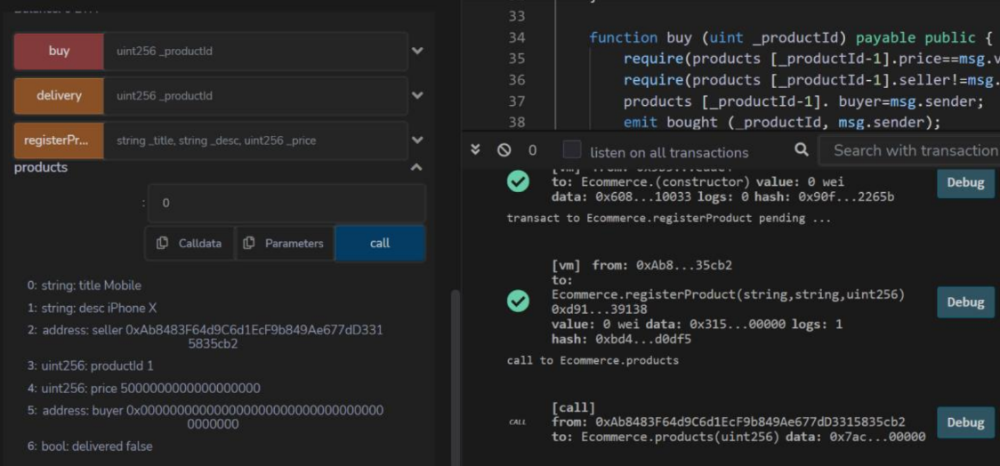 buy
uint256 _productId
delivery
uint256 _productId
registerPr...
string _title, string _desc, uint256 _price
products
:
0
Calldata
Parameters
call
0: string: title Mobile
1: string: desc iPhone X
2: address: seller 0xAb8483F64d9C6d1EcF9b849Ae677dD331
5835cb2
3: uint256: productId 1
4: uint256: price 5000000000000000000
5: address: buyer 0x000000000000000000000000000000000
0000000
6: bool: delivered false
33
34 function buy (uint _productId) payable public {
35 require(products [_productId-1].price==msg.v
36 require(products [_productId-1].seller!=msg.
37 products [_productId-1]. buyer=msg.sender;
38 emit bought (_productId, msg.sender);
0
listen on all transactions
Search with transaction
to: Ecommerce.(constructor) value: 0 wei
data: 0x608...10033 logs: 0 hash: 0x90f...2265b
Debug
transact to Ecommerce.registerProduct pending ...
[vm] from: 0xAb8...35cb2
to:
Ecommerce.registerProduct(string,string,uint256)
0xd91...39138
value: 0 wei data: 0x315...00000 logs: 1
hash: 0xbd4...d0df5
Debug
call to Ecommerce.products
CALL
[call]
from: 0xAb8483F64d9C6d1EcF9b849Ae677dD3315835cb2
to: Ecommerce.products(uint256) data: 0x7ac...00000
Debug